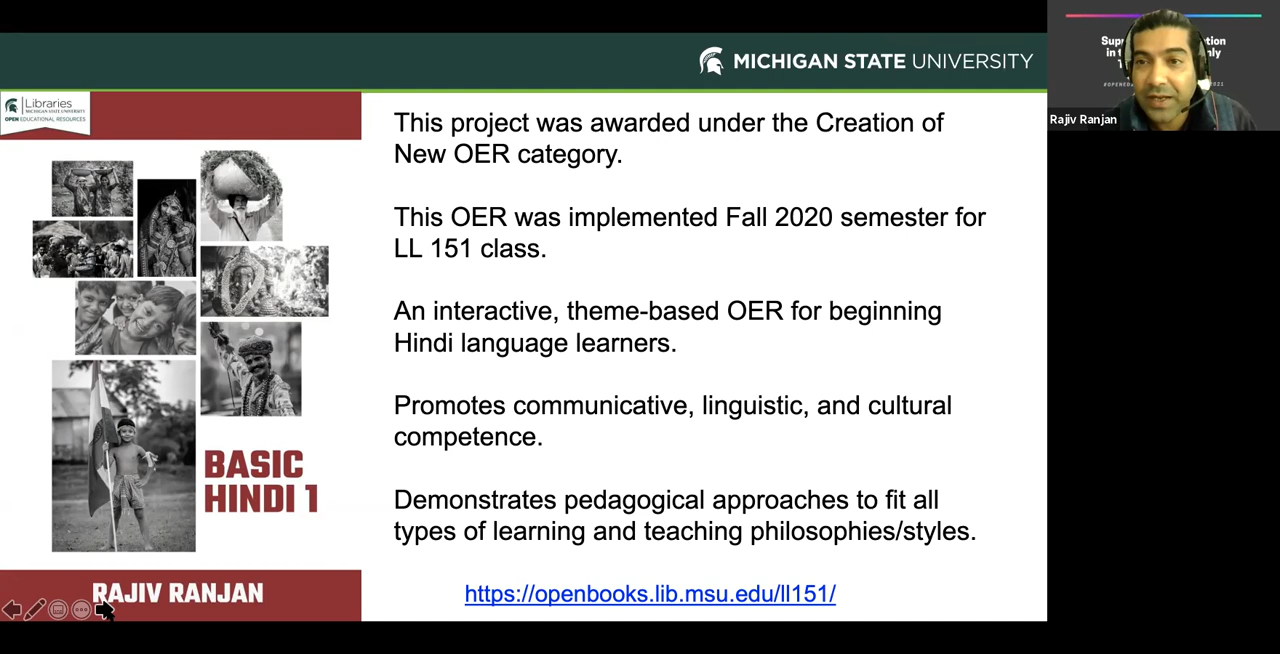 MICHIGAN STATE UNIVERSITY
Libraries
MICHIGAN STATE UNIVERSITY
OPEN EDUCATIONAL RESOURCES
BASIC
HINDI 1
RAJIV RANJAN
This project was awarded under the Creation of
New OER category.
This OER was implemented Fall 2020 semester for
LL 151 class.
An interactive, theme-based OER for beginning
Hindi language learners.
Promotes communicative, linguistic, and cultural
competence.
Demonstrates pedagogical approaches to fit all
types of learning and teaching philosophies/styles.
https://openbooks.lib.msu.edu/ll151/
Rajiv Ranjan